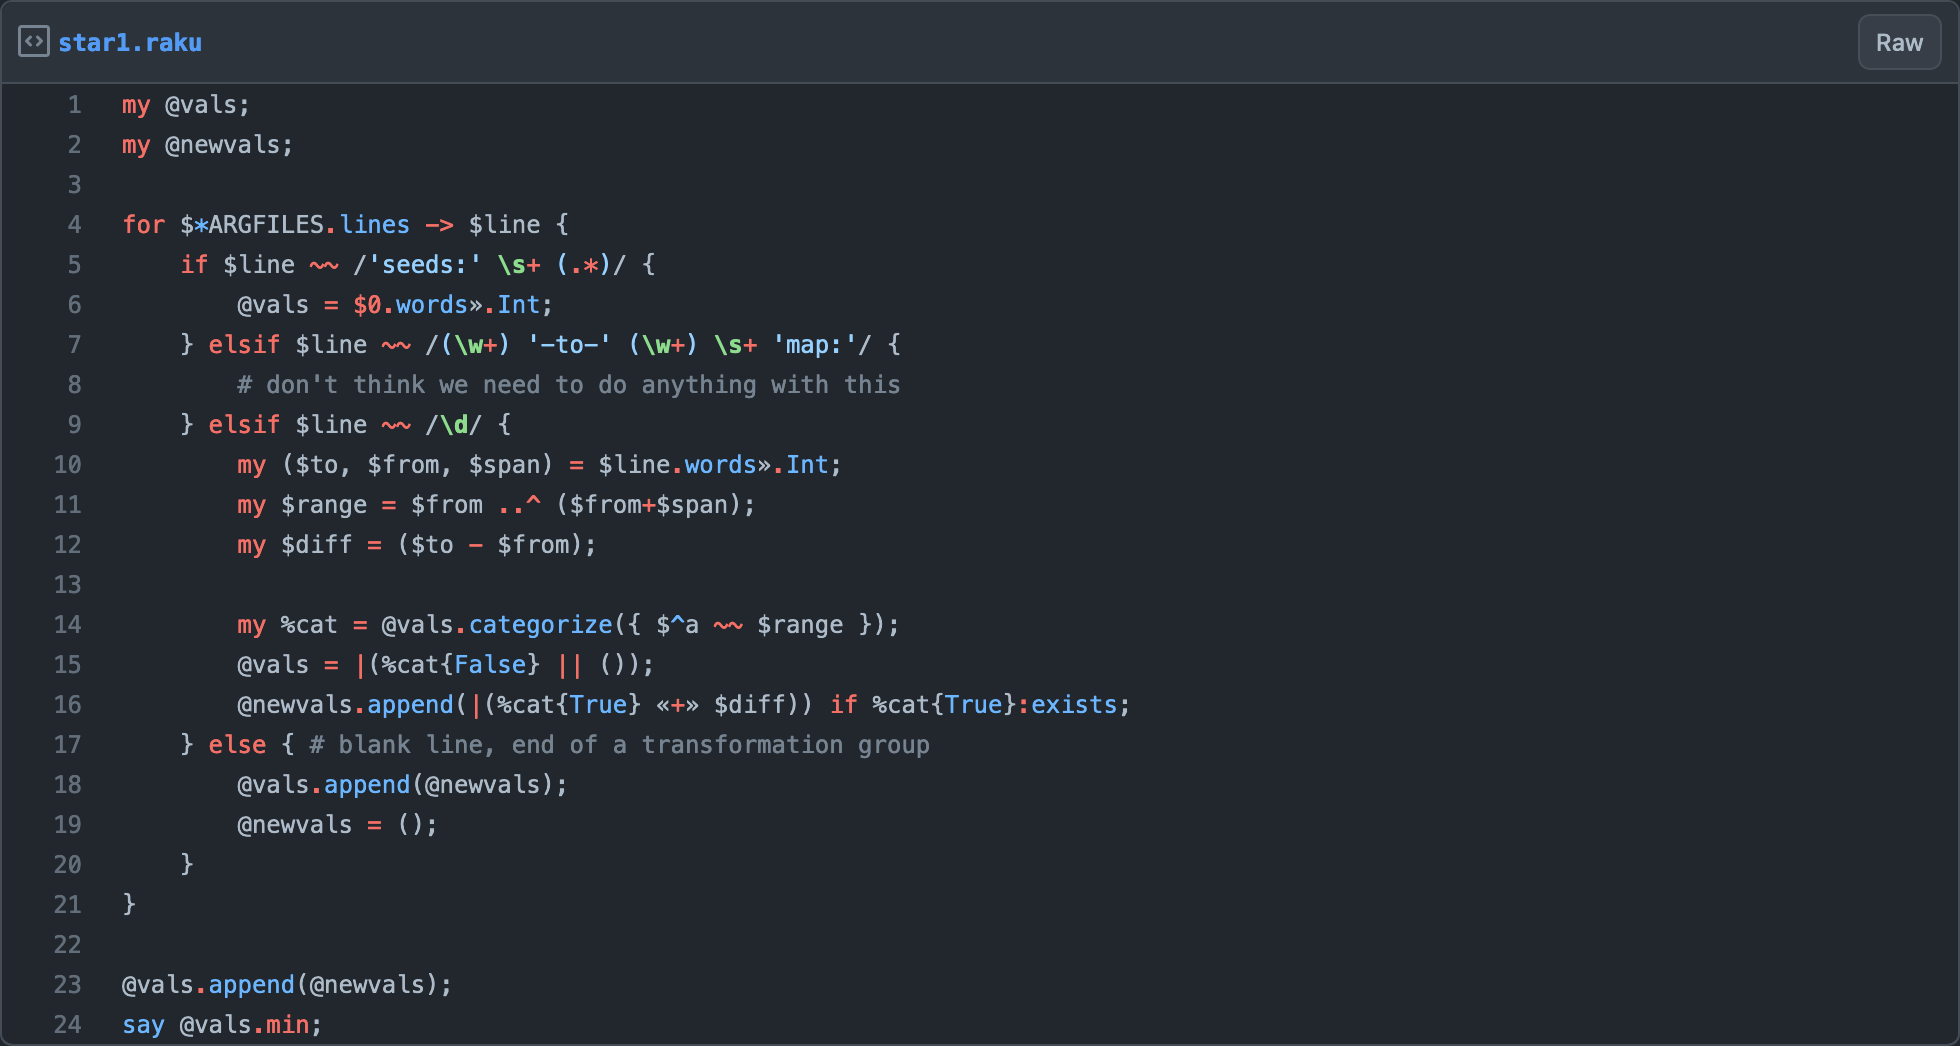 star1.raku
Raw
1 my @vals;
2 my @newvals;
3
4 for $*ARGFILES.lines -> $line {
5     if $line ~~ /'seeds:' \s+ (.*)/ {
6         @vals = $0.words».Int;
7     } elsif $line ~~ /(\w+) '-to-' (\w+) \s+ 'map:'/ {
8         # don't think we need to do anything with this
9     } elsif $line ~~ /\d/ {
10         my ($to, $from, $span) = $line.words».Int;
11         my $range = $from ..^ ($from+$span);
12         my $diff = ($to - $from);
13
14         my %cat = @vals.categorize({ $^a ~~ $range });
15         @vals = |(%cat{False} || ());
16         @newvals.append(|(%cat{True} «+» $diff)) if %cat{True}:exists;
17     } else { # blank line, end of a transformation group
18         @vals.append(@newvals);
19         @newvals = ();
20     }
21 }
22
23 @vals.append(@newvals);
24 say @vals.min;